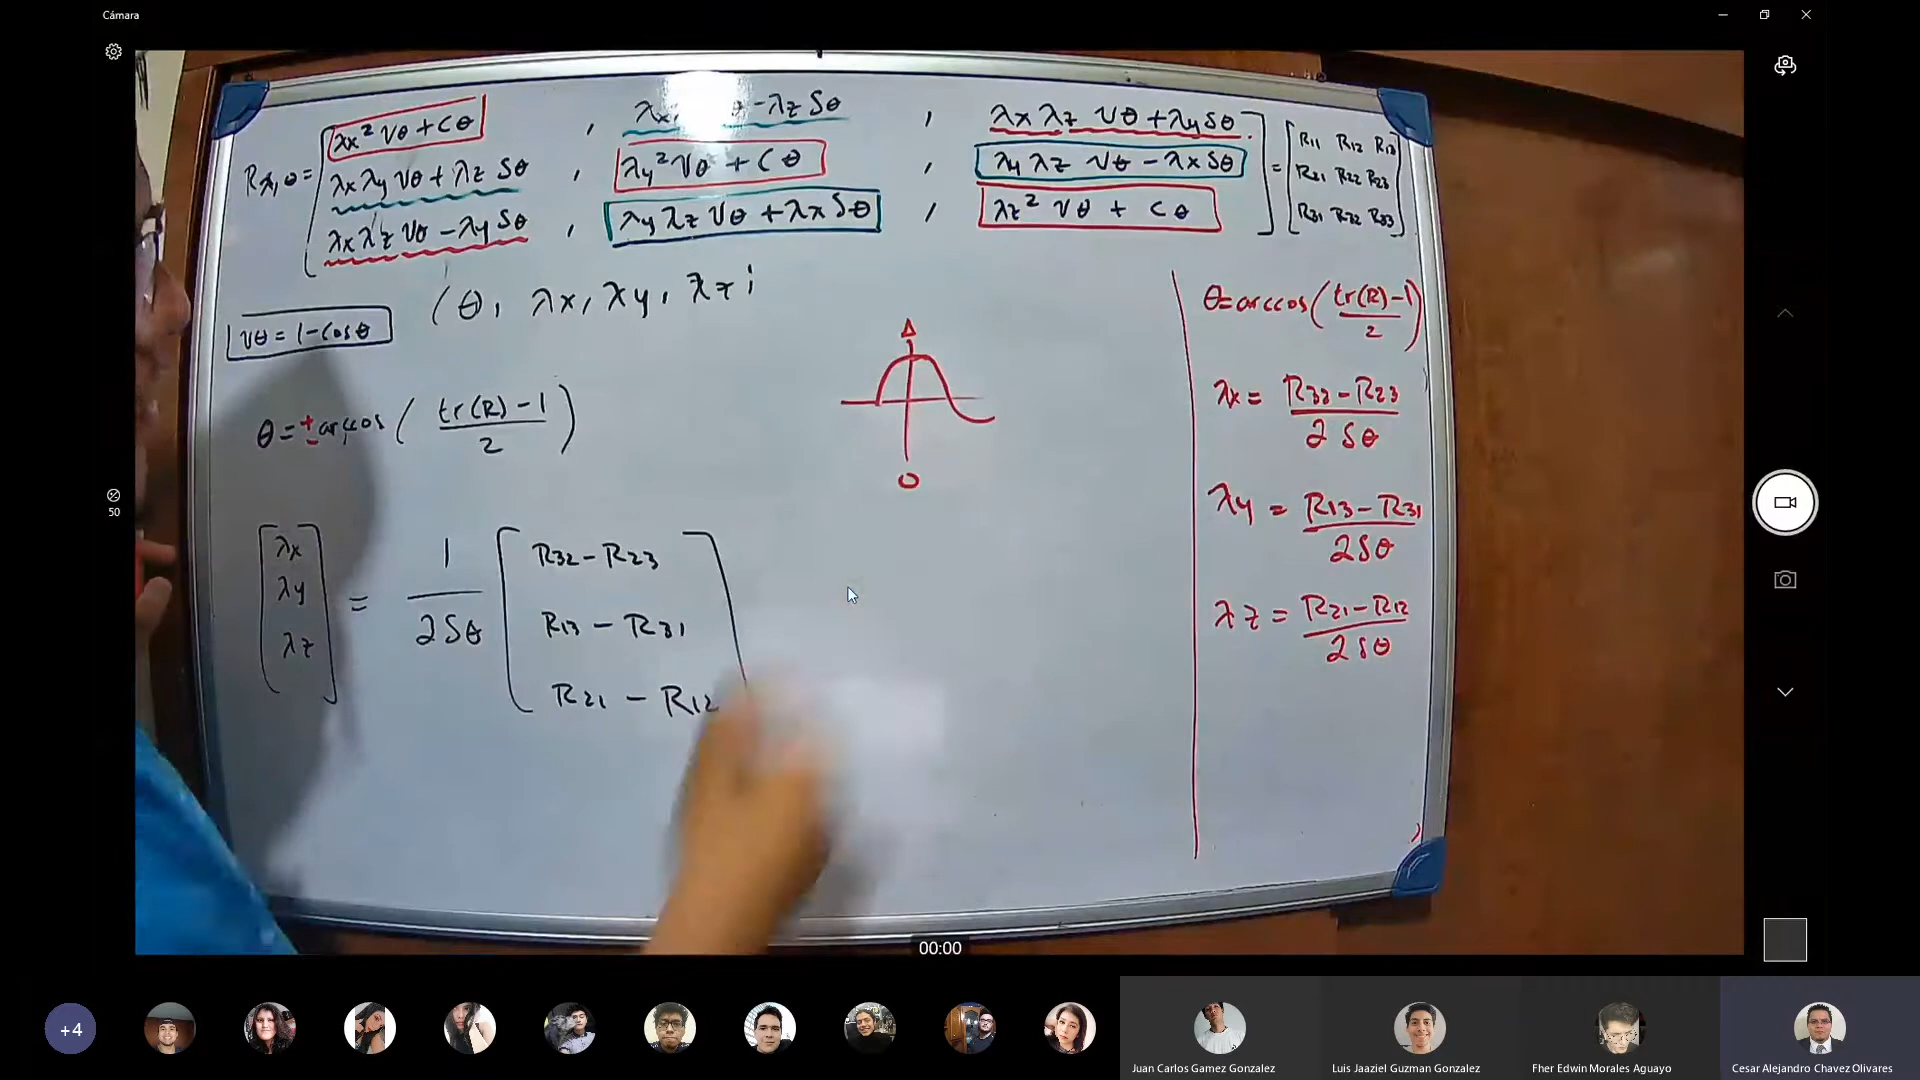 Cámara
λx² Vθ + Cθ , λx -λz Sθ , λx λz Vθ + λy Sθ
Rλ,θ = λx λy Vθ + λz Sθ , λy² Vθ + Cθ , λy λz Vθ - λx Sθ =
λx λz Vθ - λy Sθ , λy λz Vθ + λx Sθ , λz² Vθ + Cθ
R11 R12 R13
R21 R22 R23
R31 R32 R33
(θ, λx, λy, λz)
Vθ = 1-Cosθ
θ = ± arccos ( tr(R) - 1 / 2 )
λx
λy
λz
= 1 / 2Sθ
R32 - R23
R13 - R31
R21 - R12
θ = arccos ( tr(R) - 1 / 2 )
λx = R32 - R23 / 2 Sθ
λy = R13 - R31 / 2Sθ
λz = R21 - R12 / 2Sθ
50
00:00
+4
Juan Carlos Gamez Gonzalez
Luis Jaaziel Guzman Gonzalez
Fher Edwin Morales Aguayo
Cesar Alejandro Chavez Olivares